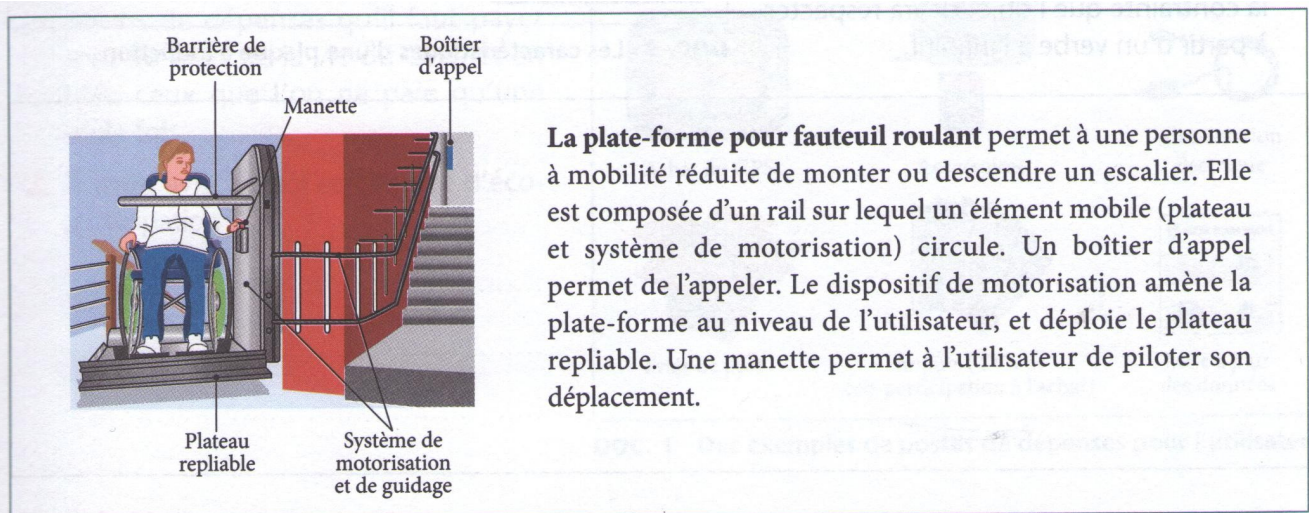 Barrière de
protection
Boîtier
d'appel
Manette
La plate-forme pour fauteuil roulant permet à une personne
à mobilité réduite de monter ou descendre un escalier. Elle
est composée d'un rail sur lequel un élément mobile (plateau
et système de motorisation) circule. Un boîtier d'appel
permet de l'appeler. Le dispositif de motorisation amène la
plate-forme au niveau de l'utilisateur, et déploie le plateau
repliable. Une manette permet à l'utilisateur de piloter son
déplacement.
Plateau
repliable
Système de
motorisation
et de guidage